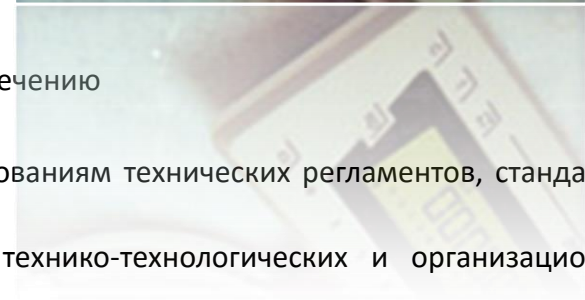 ечению
ованиям технических регламентов, станда
технико-технологических и организацио